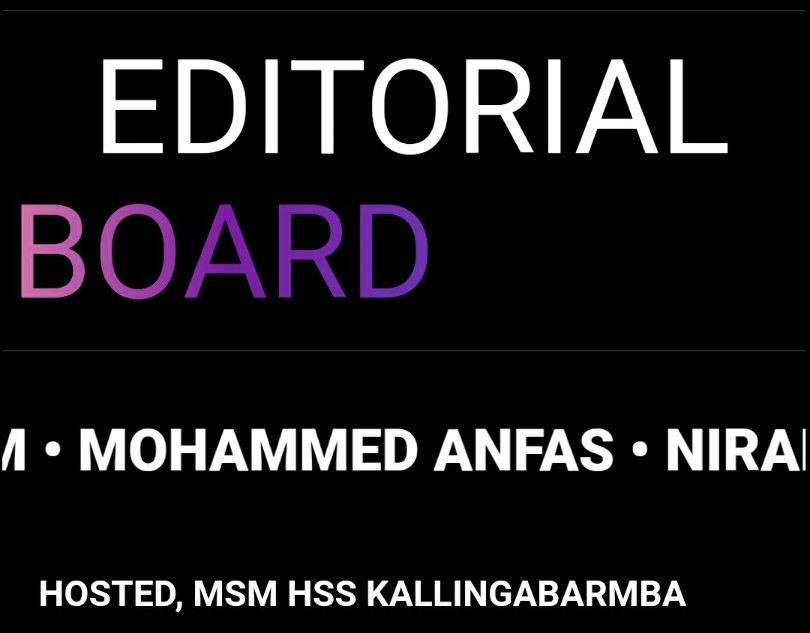 EDITORIAL
BOARD
• MOHAMMED ANFAS •
HOSTED, MSM HSS KALLINGABARMBA